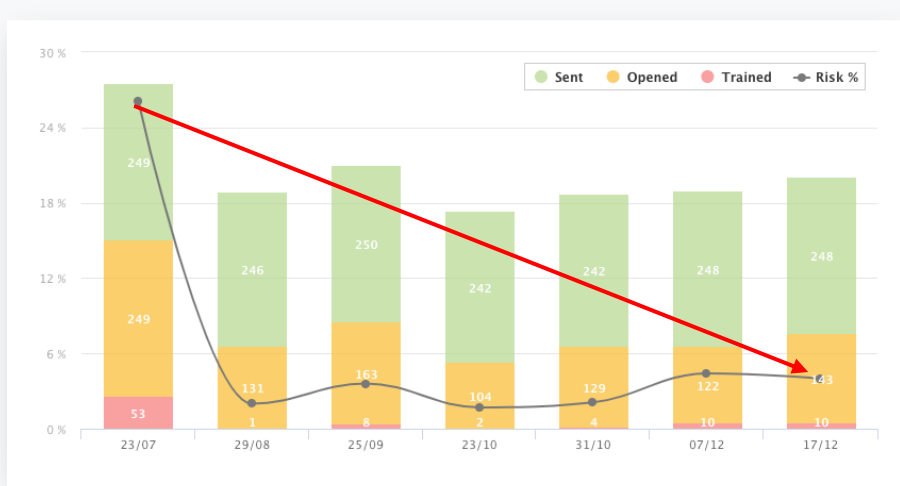 30 %
Sent Opened Trained Risk %
24 %
249
18 %
246 250 242 242 248 248
12 %
249
6 %
131 163 104 129 122 143
53 1 8 2 4 10 10
0 %
23/07 29/08 25/09 23/10 31/10 07/12 17/12